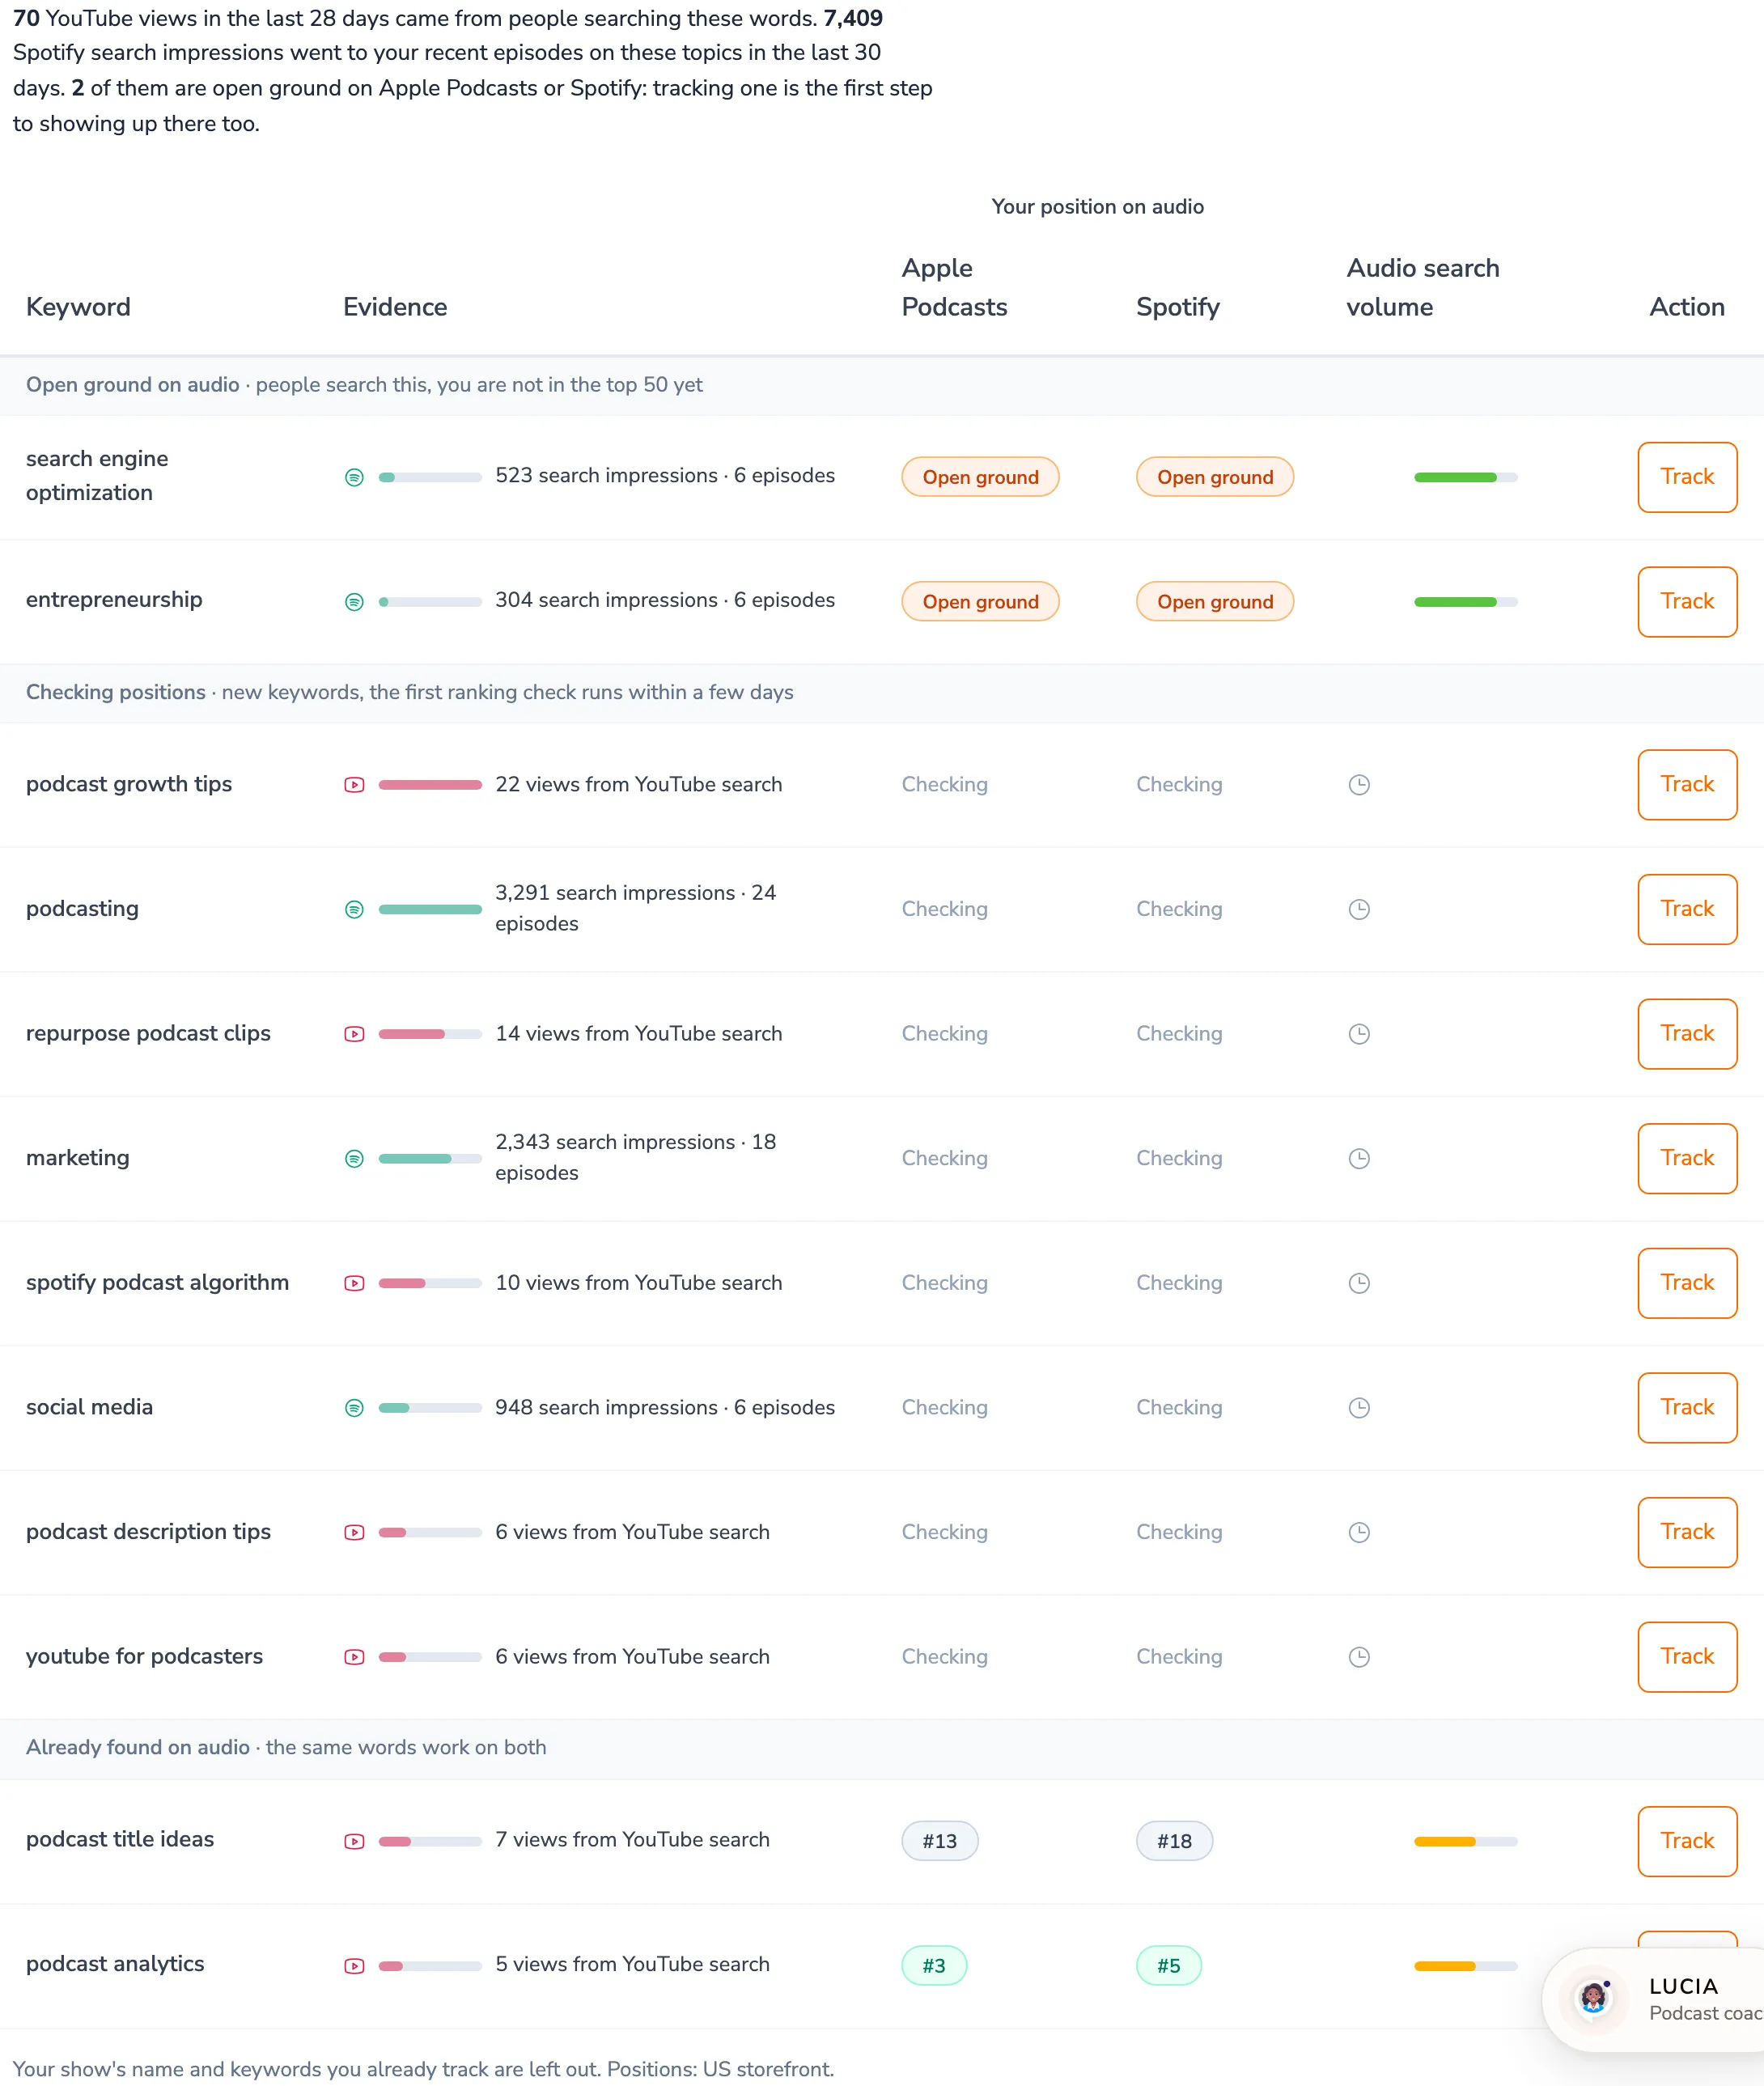 70 YouTube views in the last 28 days came from people searching these words. 7,409
Spotify search impressions went to your recent episodes on these topics in the last 30
days. 2 of them are open ground on Apple Podcasts or Spotify: tracking one is the first step
to showing up there too.
Your position on audio
Keyword Evidence Apple Podcasts Spotify Audio search volume Action
Open ground on audio · people search this, you are not in the top 50 yet
search engine optimization 523 search impressions · 6 episodes Open ground Open ground Track
entrepreneurship 304 search impressions · 6 episodes Open ground Open ground Track
Checking positions · new keywords, the first ranking check runs within a few days
podcast growth tips 22 views from YouTube search Checking Checking Track
podcasting 3,291 search impressions · 24 episodes Checking Checking Track
repurpose podcast clips 14 views from YouTube search Checking Checking Track
marketing 2,343 search impressions · 18 episodes Checking Checking Track
spotify podcast algorithm 10 views from YouTube search Checking Checking Track
social media 948 search impressions · 6 episodes Checking Checking Track
podcast description tips 6 views from YouTube search Checking Checking Track
youtube for podcasters 6 views from YouTube search Checking Checking Track
Already found on audio · the same words work on both
podcast title ideas 7 views from YouTube search #13 #18 Track
podcast analytics 5 views from YouTube search #3 #5
LUCIA
Podcast coac
Your show's name and keywords you already track are left out. Positions: US storefront.